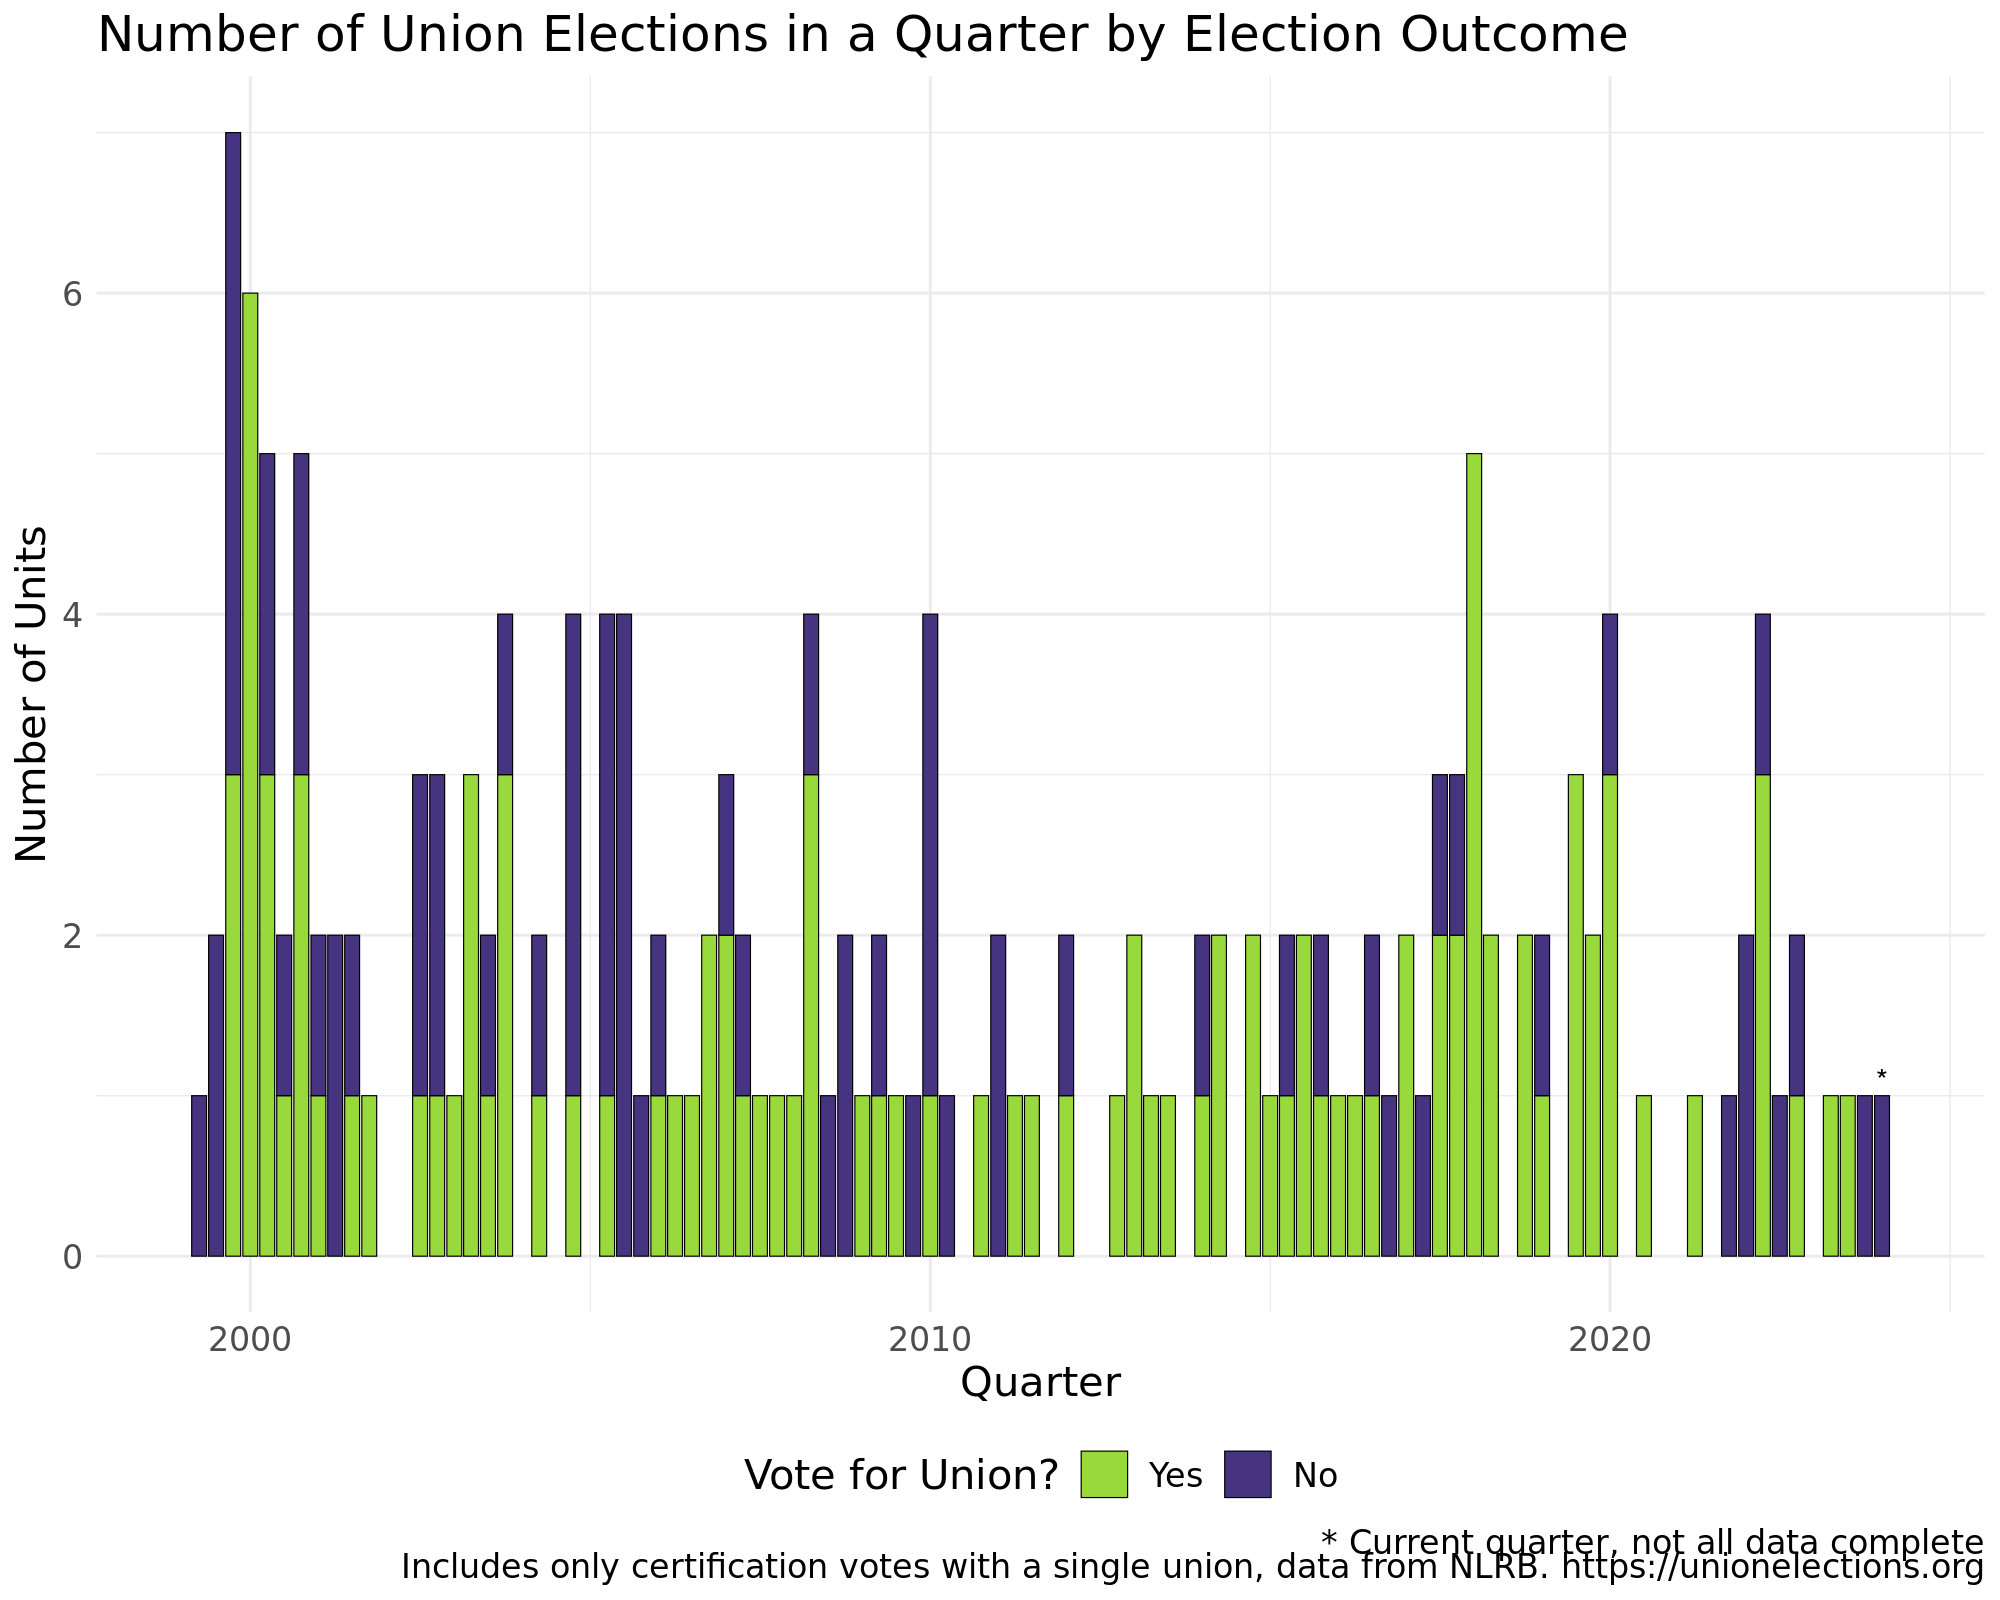 Number of Union Elections in a Quarter by Election Outcome
Number of Units
6
4
2
0
*
2000 2010 2020
Quarter
Vote for Union? Yes No
* Current quarter, not all data complete
Includes only certification votes with a single union, data from NLRB. https://unionelections.org